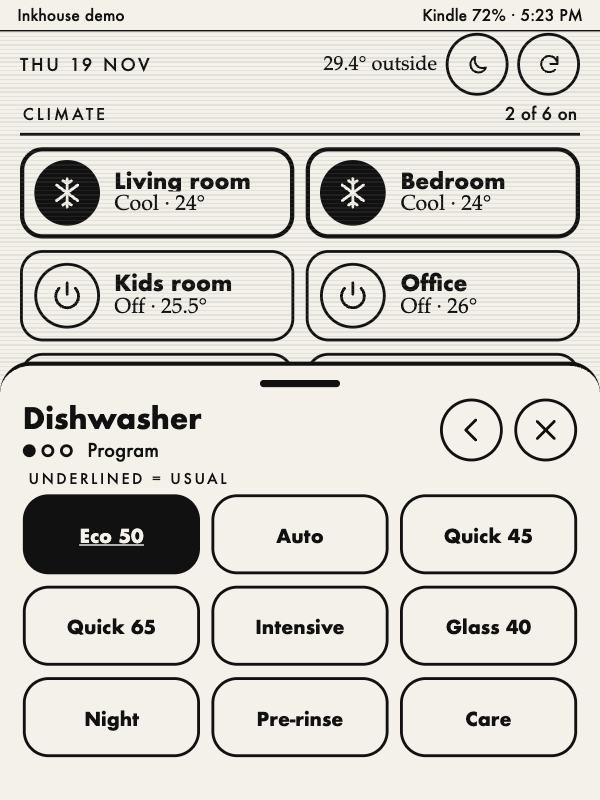 Inkhouse demo
Kindle 72% · 5:23 PM
THU 19 NOV
29.4° outside
CLIMATE
2 of 6 on
Living room
Cool · 24°
Bedroom
Cool · 24°
Kids room
Off · 25.5°
Office
Off · 26°
Dishwasher
Program
UNDERLINED = USUAL
Eco 50
Auto
Quick 45
Quick 65
Intensive
Glass 40
Night
Pre-rinse
Care